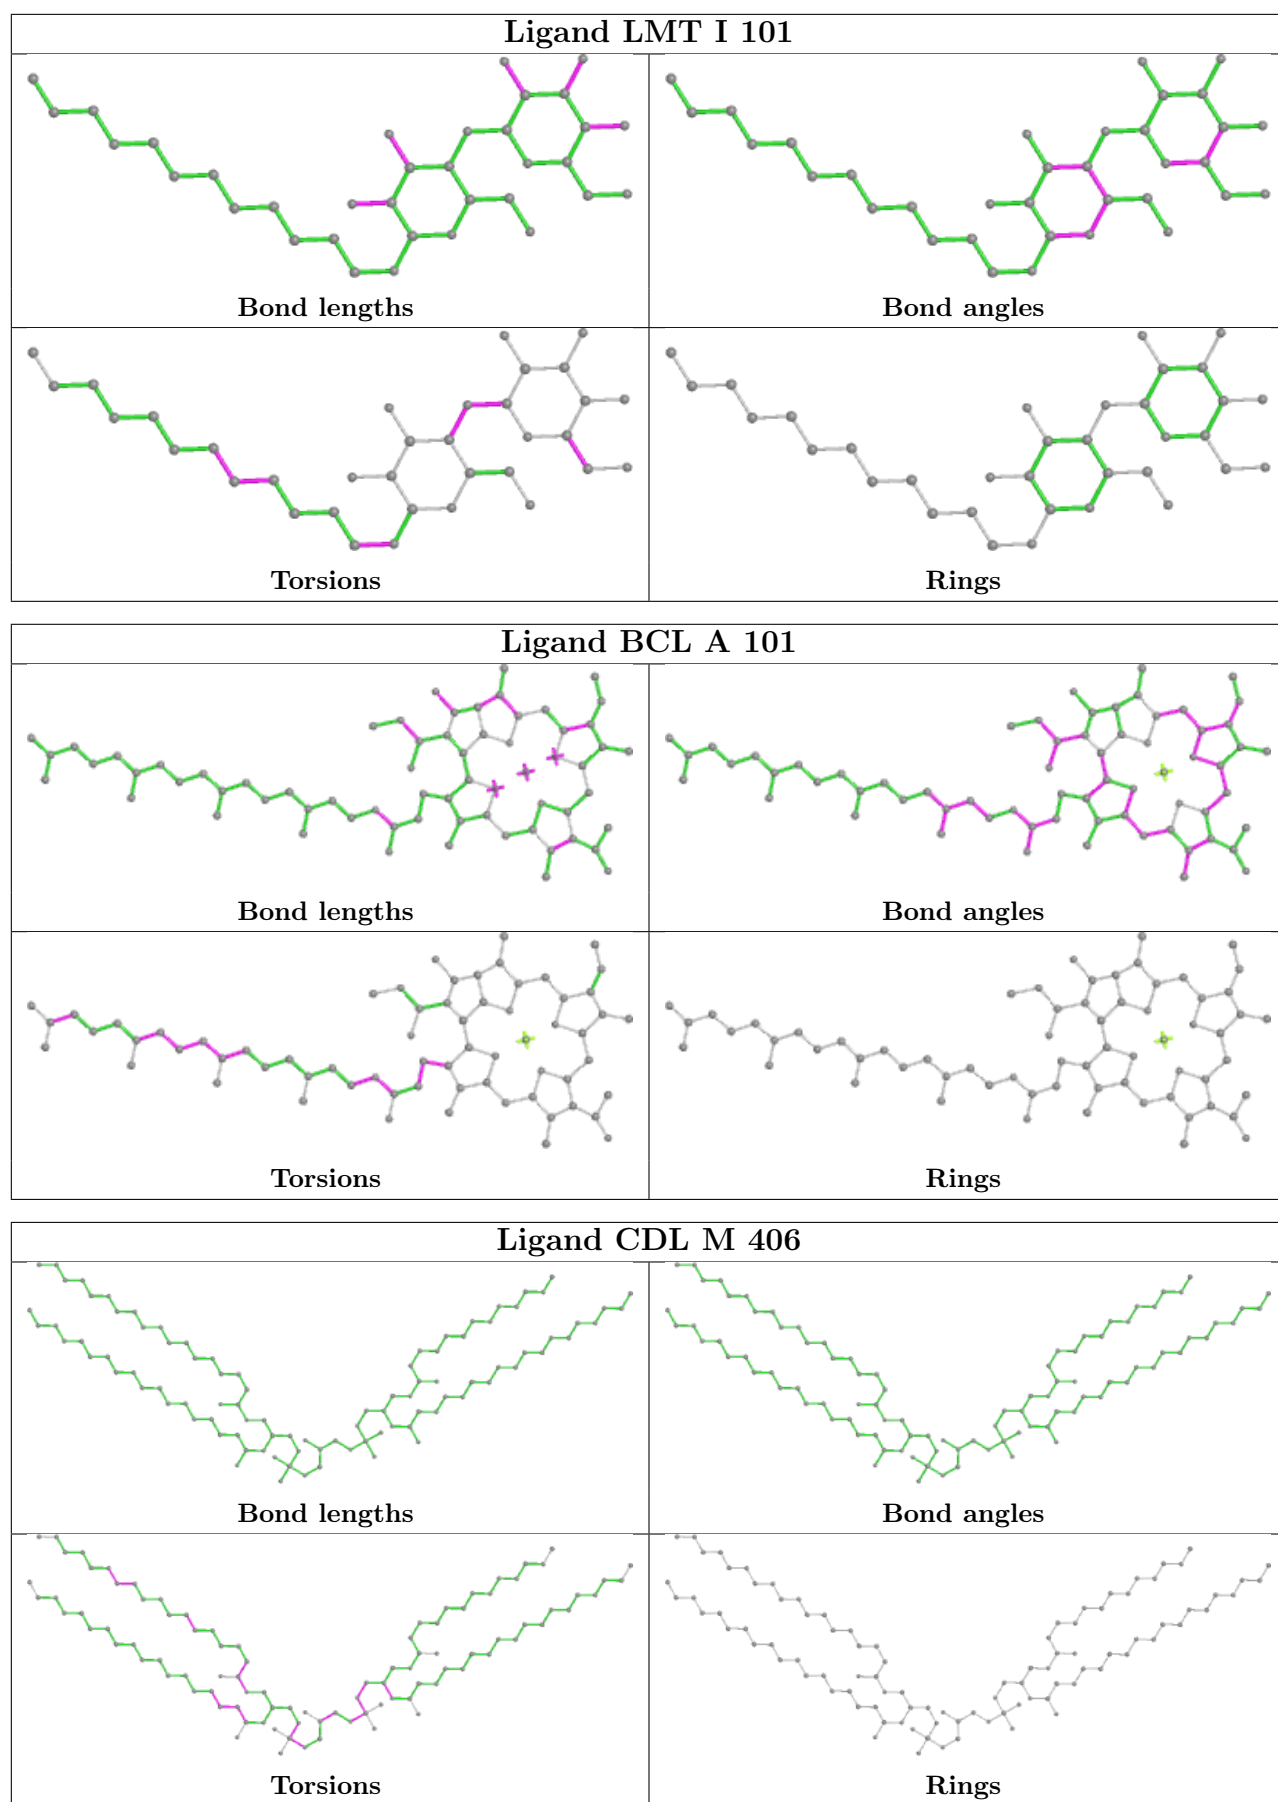 Ligand LMT I 101
Bond lengths
Bond angles
Torsions
Rings
Ligand BCL A 101
Bond lengths
Bond angles
Torsions
Rings
Ligand CDL M 406
Bond lengths
Bond angles
Torsions
Rings